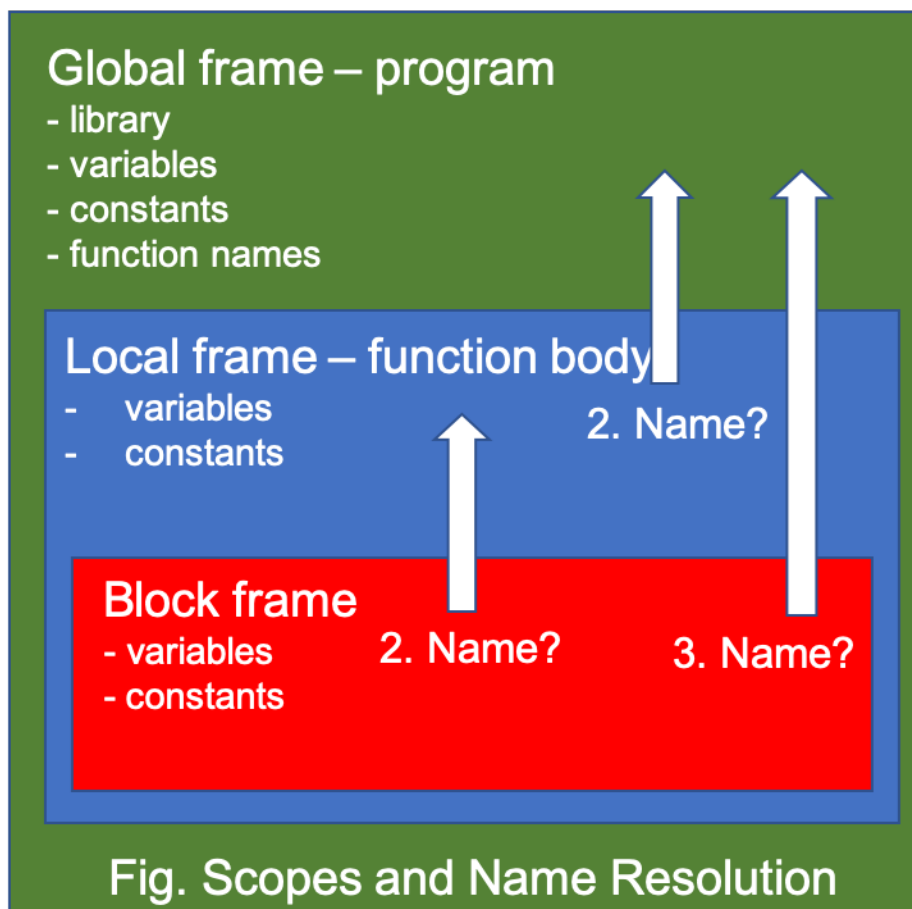 Global frame – program
- library
- variables
- constants
- function names
Local frame – function body
- variables
- constants
2. Name?
Block frame
- variables
- constants
2. Name?
3. Name?
Fig. Scopes and Name Resolution